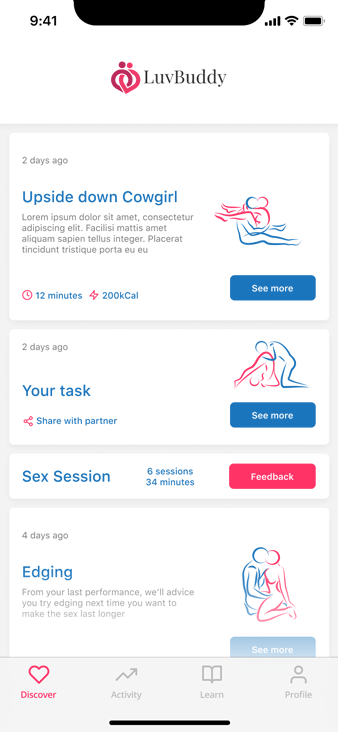 9:41
LuvBuddy
2 days ago
Upside down Cowgirl
Lorem ipsum dolor sit amet, consectetur
adipiscing elit. Facilisi mattis amet
aliquam sapien tellus integer. Placerat
tincidunt tristique porta eu eu
12 minutes 200kCal
See more
2 days ago
Your task
Share with partner
See more
Sex Session
6 sessions
34 minutes
Feedback
4 days ago
Edging
From your last performance, we'll advice
you try edging next time you want to
make the sex last longer
See more
Discover
Activity
Learn
Profile